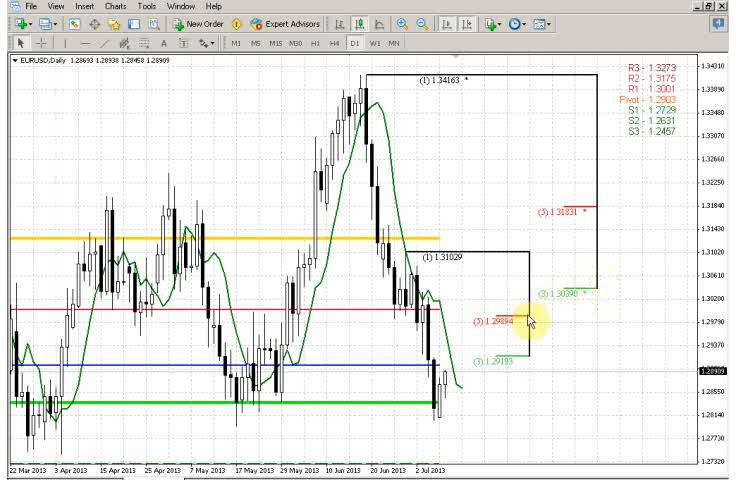 File View Insert Charts Tools Window Help
New Order Expert Advisors
A T M1 M5 M15 M30 H1 H4 D1 W1 MN
EURUSD,Daily 1.28693 1.28938 1.28458 1.28909
R3 - 1.3273
R2 - 1.3175
R1 - 1.3001
Pivot - 1.2903
S1 - 1.2729
S2 - 1.2631
S3 - 1.2457
(1) 1.34163 *
(5) 1.31831 *
(1) 1.31029
(3) 1.30390 *
(5) 1.29894
(3) 1.29193
1.34310
1.33890
1.33480
1.33070
1.32660
1.32250
1.31840
1.31430
1.31020
1.30610
1.30200
1.29790
1.29370
1.28909
1.28550
1.28140
1.27730
1.27320
22 Mar 2013 3 Apr 2013 15 Apr 2013 25 Apr 2013 7 May 2013 17 May 2013 29 May 2013 10 Jun 2013 20 Jun 2013 2 Jul 2013